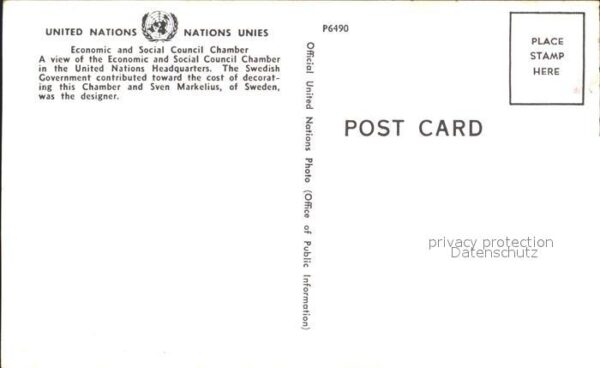 UNITED NATIONS NATIONS UNIES
Economic and Social Council Chamber
A view of the Economic and Social Council Chamber
in the United Nations Headquarters. The Swedish
Government contributed toward the cost of decorat-
ing this Chamber and Sven Markelius, of Sweden,
was the designer.
Official United Nations Photo (Office of Public Information)
P6490
POST CARD
PLACE
STAMP
HERE
privacy protection
Datenschutz